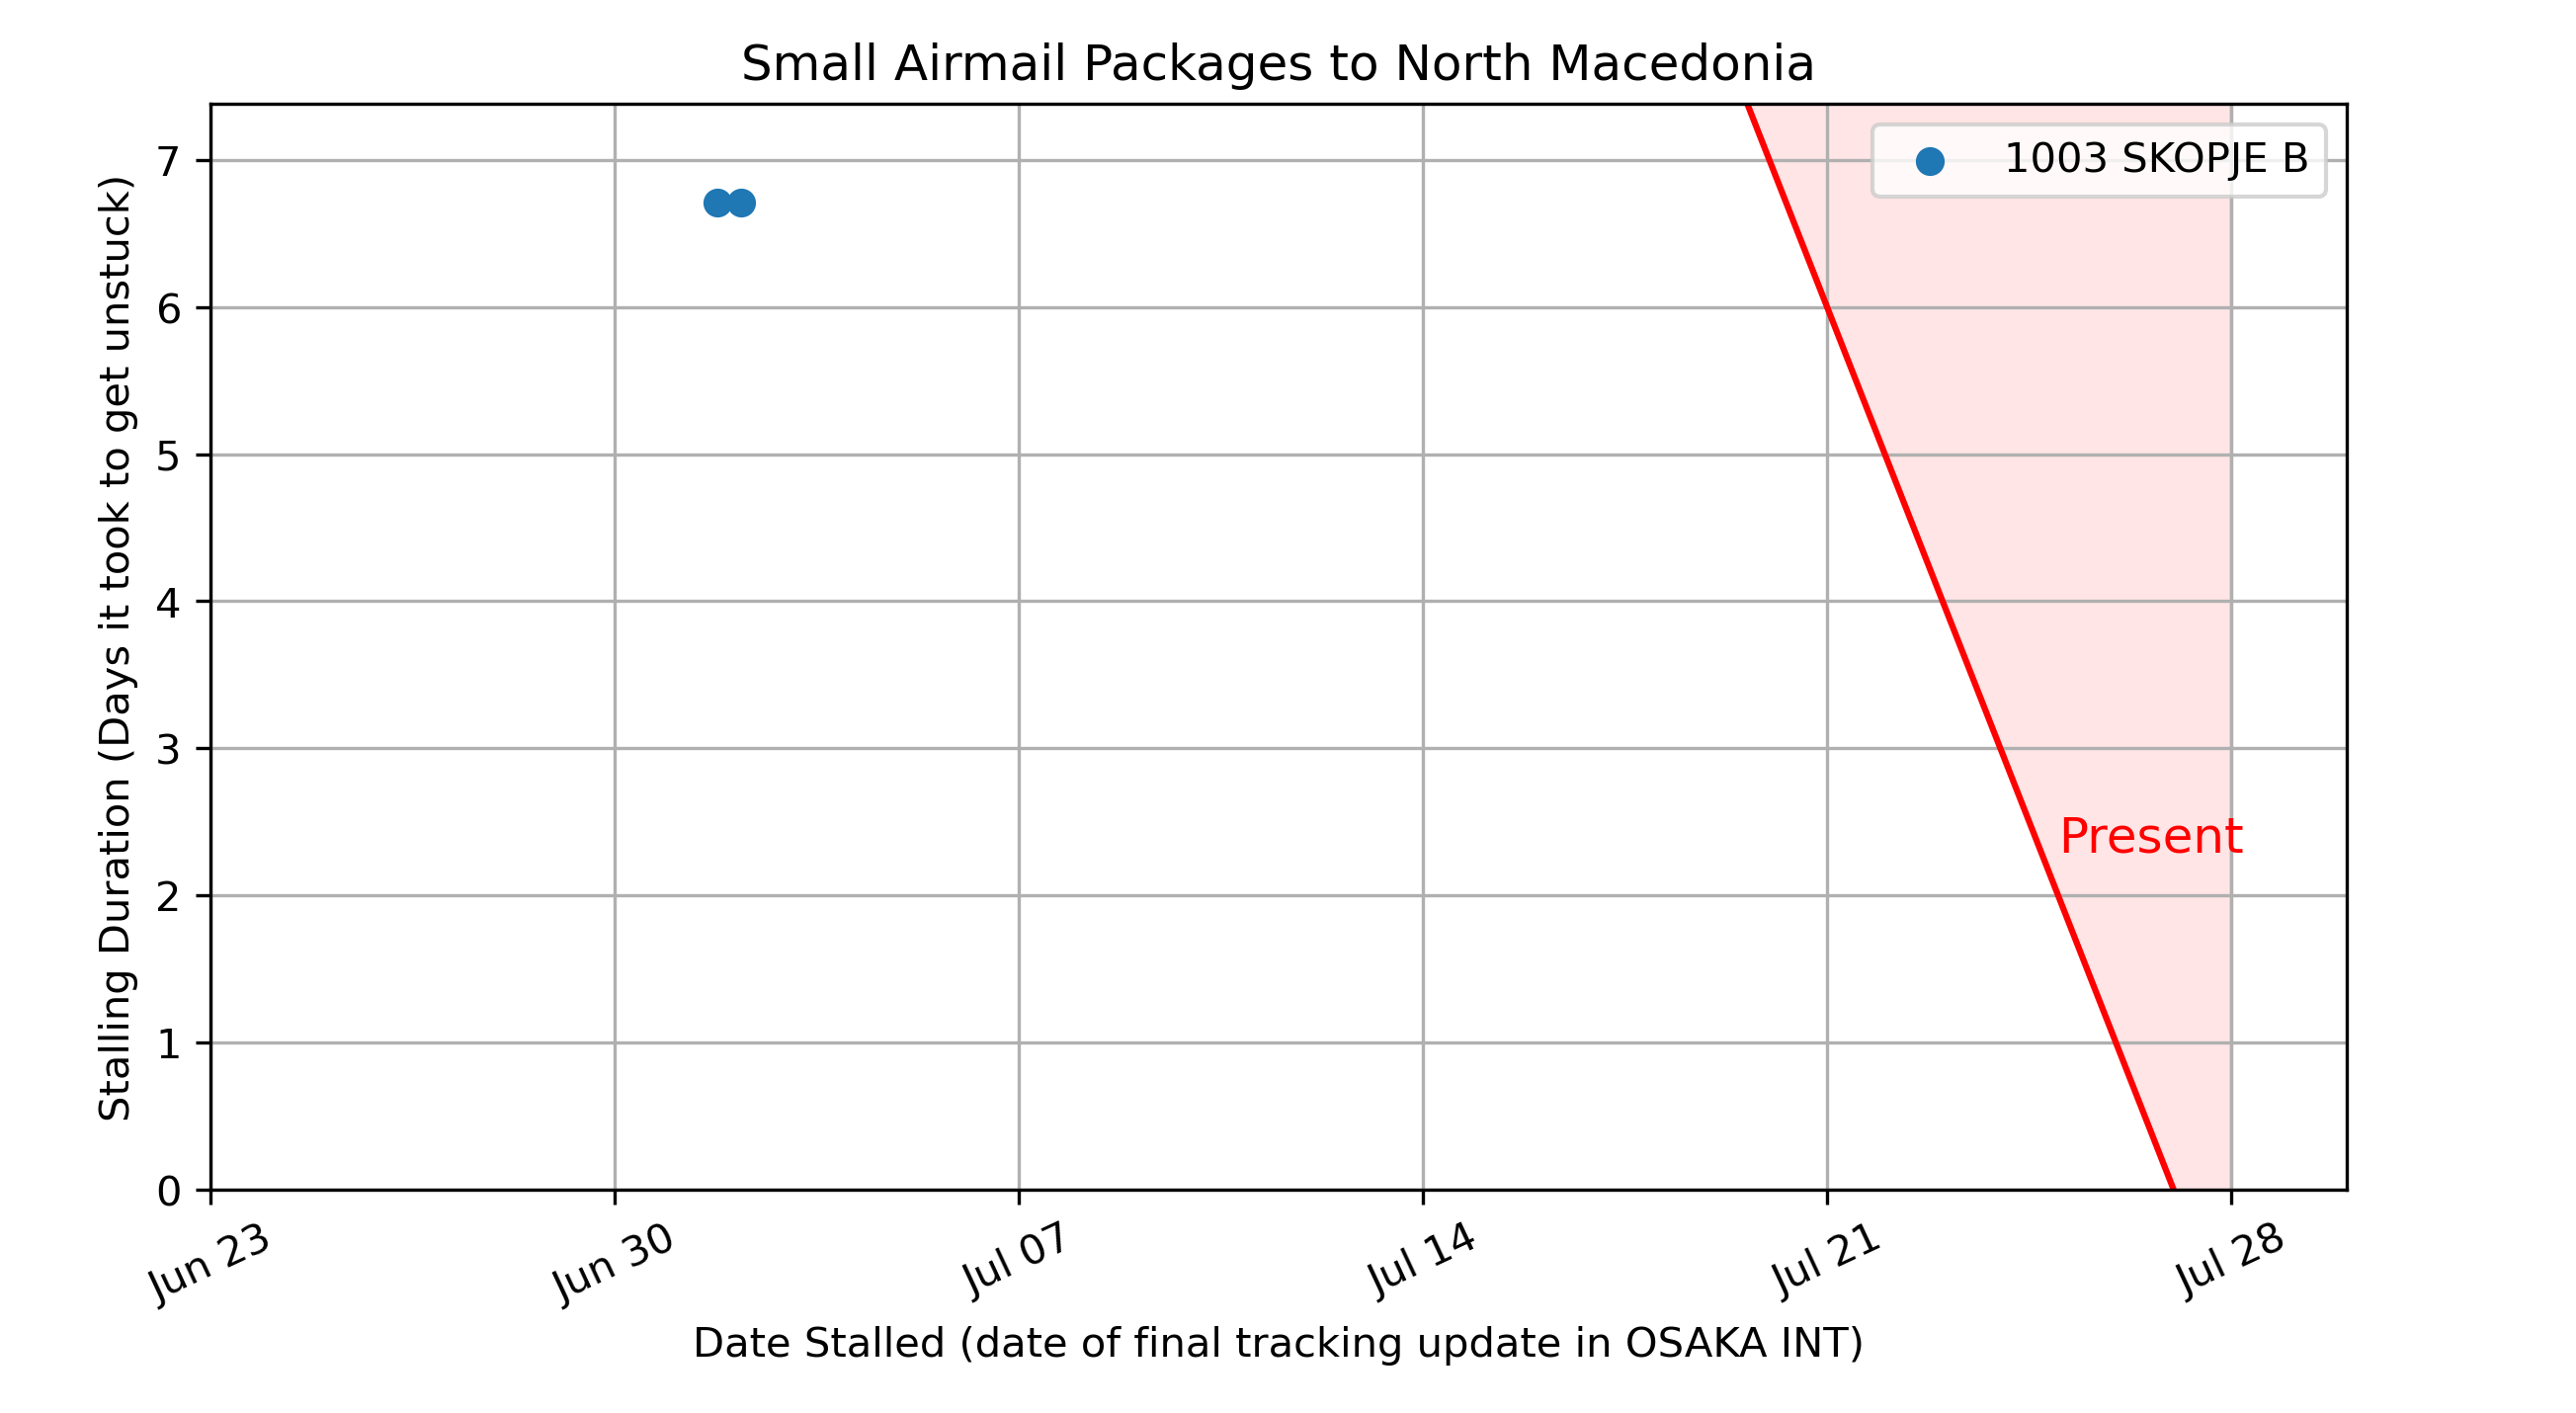 Small Airmail Packages to North Macedonia
1003 SKOPJE B
Stalling Duration (Days it took to get unstuck)
7
6
5
4
3
2
1
0
Present
Jun 23
Jun 30
Jul 07
Jul 14
Jul 21
Jul 28
Date Stalled (date of final tracking update in OSAKA INT)